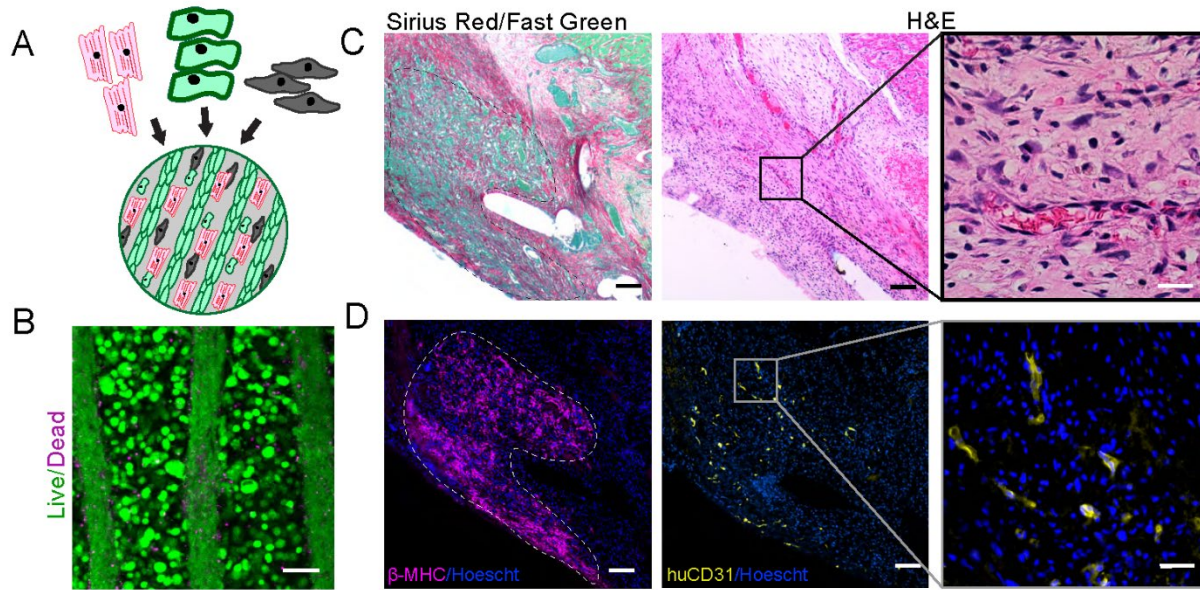 A
B
Live/Dead
C
Sirius Red/Fast Green
H&E
D
β-MHC/Hoescht
huCD31/Hoescht